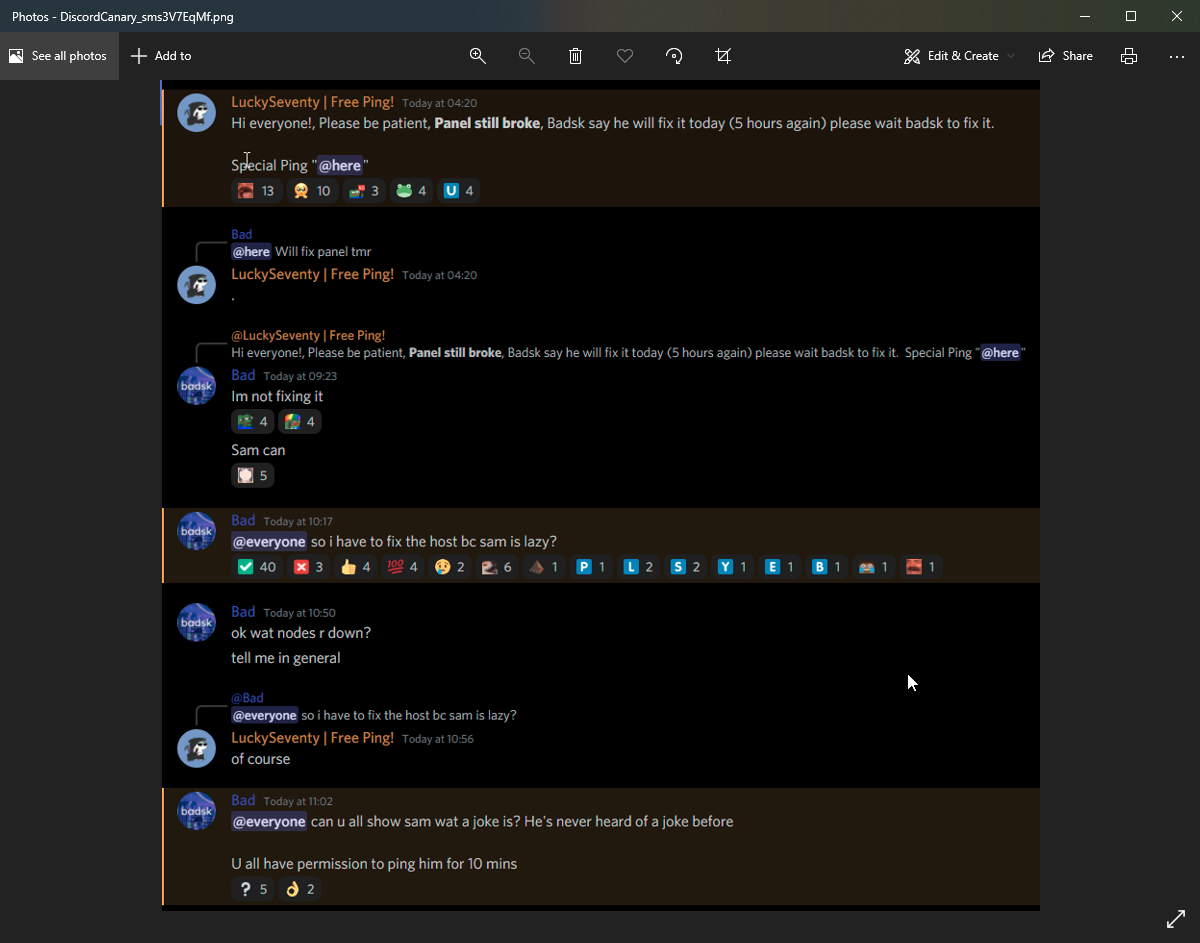 Photos - DiscordCanary_sms3V7EqMf.png
See all photos
Add to
Edit & Create
Share
LuckySeventy | Free Ping! Today at 04:20
Hi everyone!, Please be patient, Panel still broke, Badsk say he will fix it today (5 hours again) please wait badsk to fix it.
Special Ping "@here"
13 10 3 4 U 4
Bad
@here Will fix panel tmr
LuckySeventy | Free Ping! Today at 04:20
.
@LuckySeventy | Free Ping!
Hi everyone!, Please be patient, Panel still broke, Badsk say he will fix it today (5 hours again) please wait badsk to fix it. Special Ping "@here"
badsk
Bad Today at 09:23
Im not fixing it
4 4
Sam can
5
badsk
Bad Today at 10:17
@everyone so i have to fix the host bc sam is lazy?
40 3 4 100 4 2 6 1 P 1 L 2 S 2 Y 1 E 1 B 1 1 1
badsk
Bad Today at 10:50
ok wat nodes r down?
tell me in general
@Bad
@everyone so i have to fix the host bc sam is lazy?
LuckySeventy | Free Ping! Today at 10:56
of course
badsk
Bad Today at 11:02
@everyone can u all show sam wat a joke is? He's never heard of a joke before
U all have permission to ping him for 10 mins
? 5 2